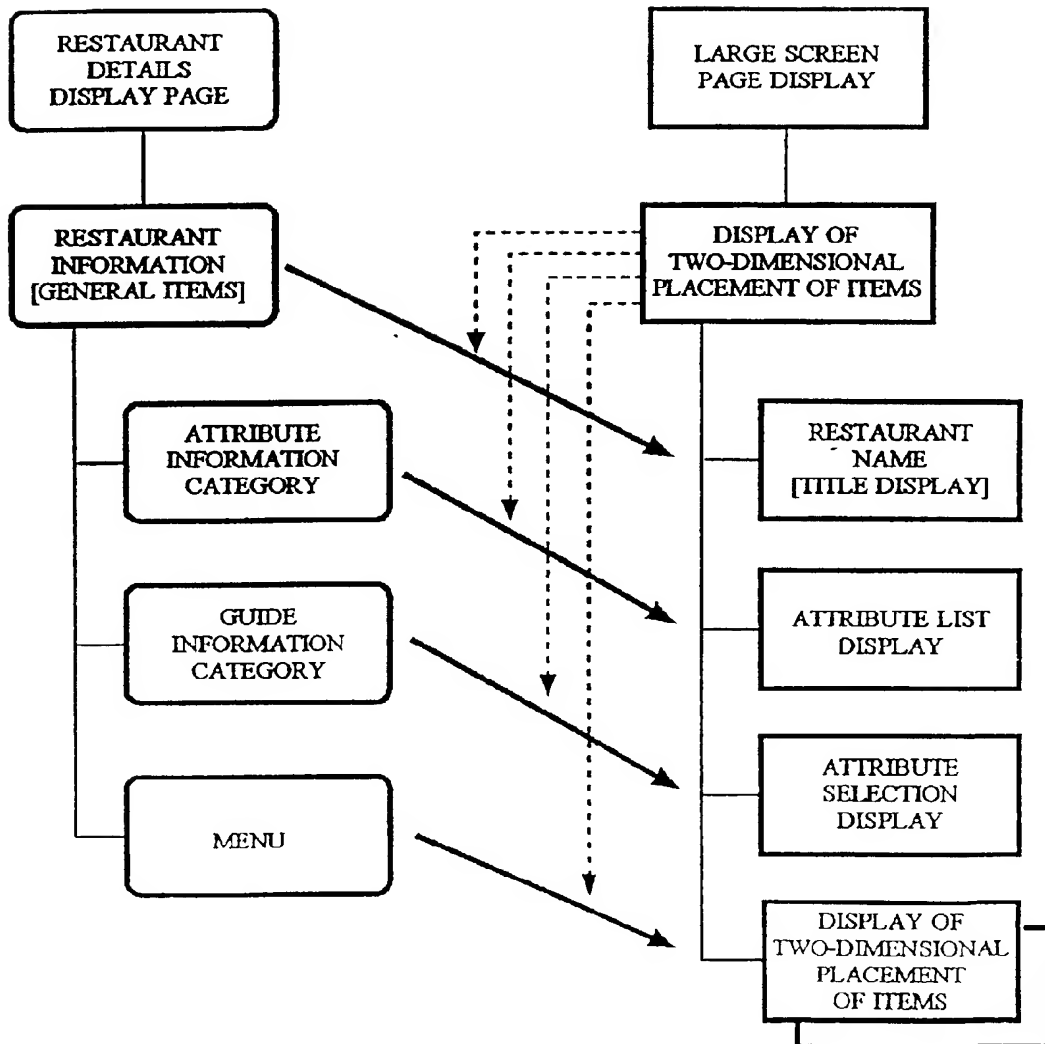 RESTAURANT
DETAILS
DISPLAY PAGE
LARGE SCREEN
PAGE DISPLAY
RESTAURANT
INFORMATION
[GENERAL ITEMS]
DISPLAY OF
TWO-DIMENSIONAL
PLACEMENT OF ITEMS
ATTRIBUTE
INFORMATION
CATEGORY
RESTAURANT
NAME
[TITLE DISPLAY]
GUIDE
INFORMATION
CATEGORY
ATTRIBUTE LIST
DISPLAY
ATTRIBUTE
SELECTION
DISPLAY
MENU
DISPLAY OF
TWO-DIMENSIONAL
PLACEMENT
OF ITEMS